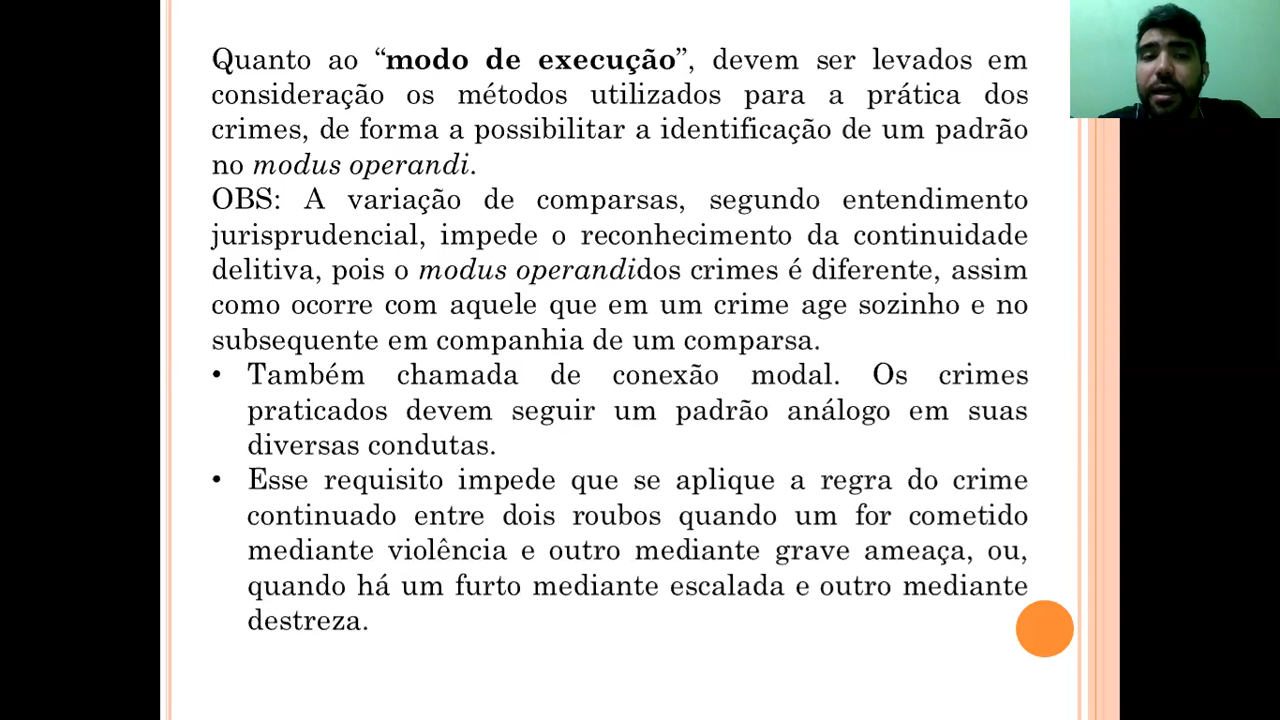 Quanto ao “modo de execução”, devem ser levados em
consideração os métodos utilizados para a prática dos
crimes, de forma a possibilitar a identificação de um padrão
no modus operandi.
OBS: A variação de comparsas, segundo entendimento
jurisprudencial, impede o reconhecimento da continuidade
delitiva, pois o modus operandidos crimes é diferente, assim
como ocorre com aquele que em um crime age sozinho e no
subsequente em companhia de um comparsa.
• Também chamada de conexão modal. Os crimes
praticados devem seguir um padrão análogo em suas
diversas condutas.
• Esse requisito impede que se aplique a regra do crime
continuado entre dois roubos quando um for cometido
mediante violência e outro mediante grave ameaça, ou,
quando há um furto mediante escalada e outro mediante
destreza.